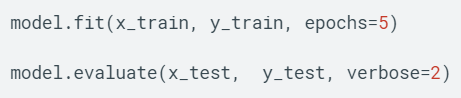 model.fit(x_train, y_train, epochs=5)
model.evaluate(x_test,  y_test, verbose=2)